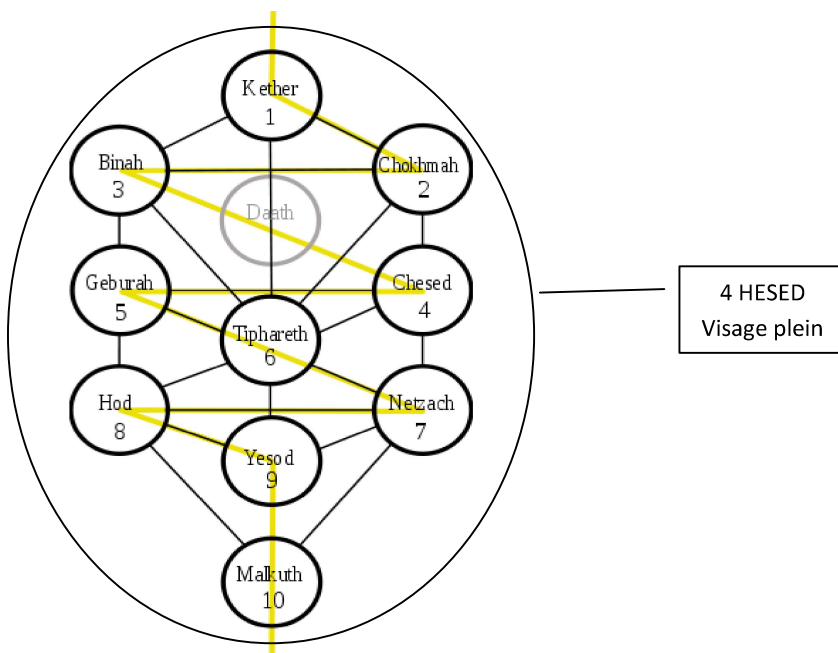 Kether
1
Binah
3
Chokhmah
2
Daath
Geburah
5
Chesed
4
Tiphareth
6
Hod
8
Netzach
7
Yesod
9
Malkuth
10
4 HESED
Visage plein